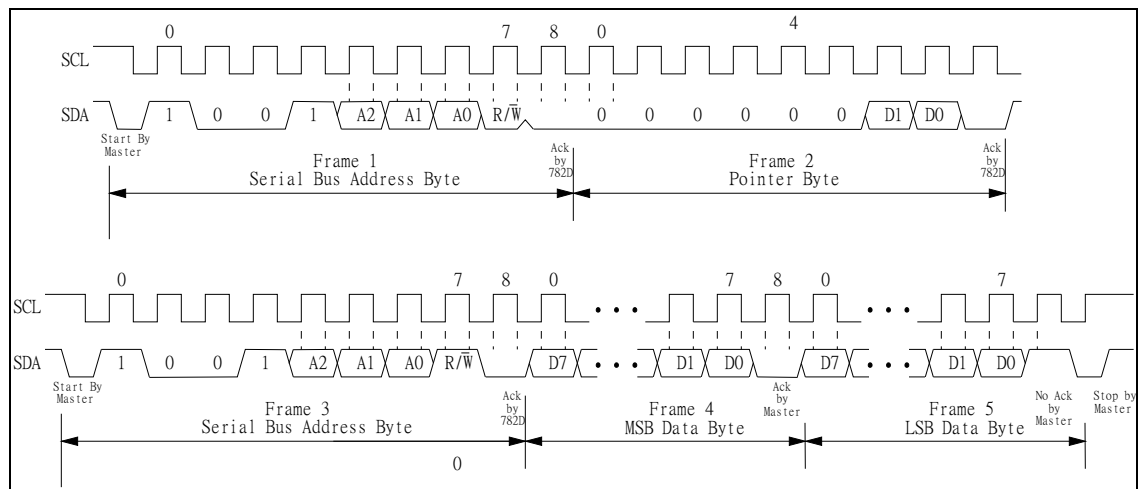 0 7 8 0 4
SCL
SDA 1 0 0 1 A2 A1 A0 R/W̅ 0 0 0 0 0 0 D1 D0
Start By
Master
Ack
by
782D
Ack
by
782D
Frame 1
Serial Bus Address Byte
Frame 2
Pointer Byte
0 7 8 0 7 8 0 7
SCL
SDA 1 0 0 1 A2 A1 A0 R/W̅ D7 D1 D0 D7 D1 D0
Start By
Master
Ack
by
782D
Ack
by
Master
No Ack
by
Master
Stop by
Master
Frame 3
Serial Bus Address Byte
Frame 4
MSB Data Byte
Frame 5
LSB Data Byte
0